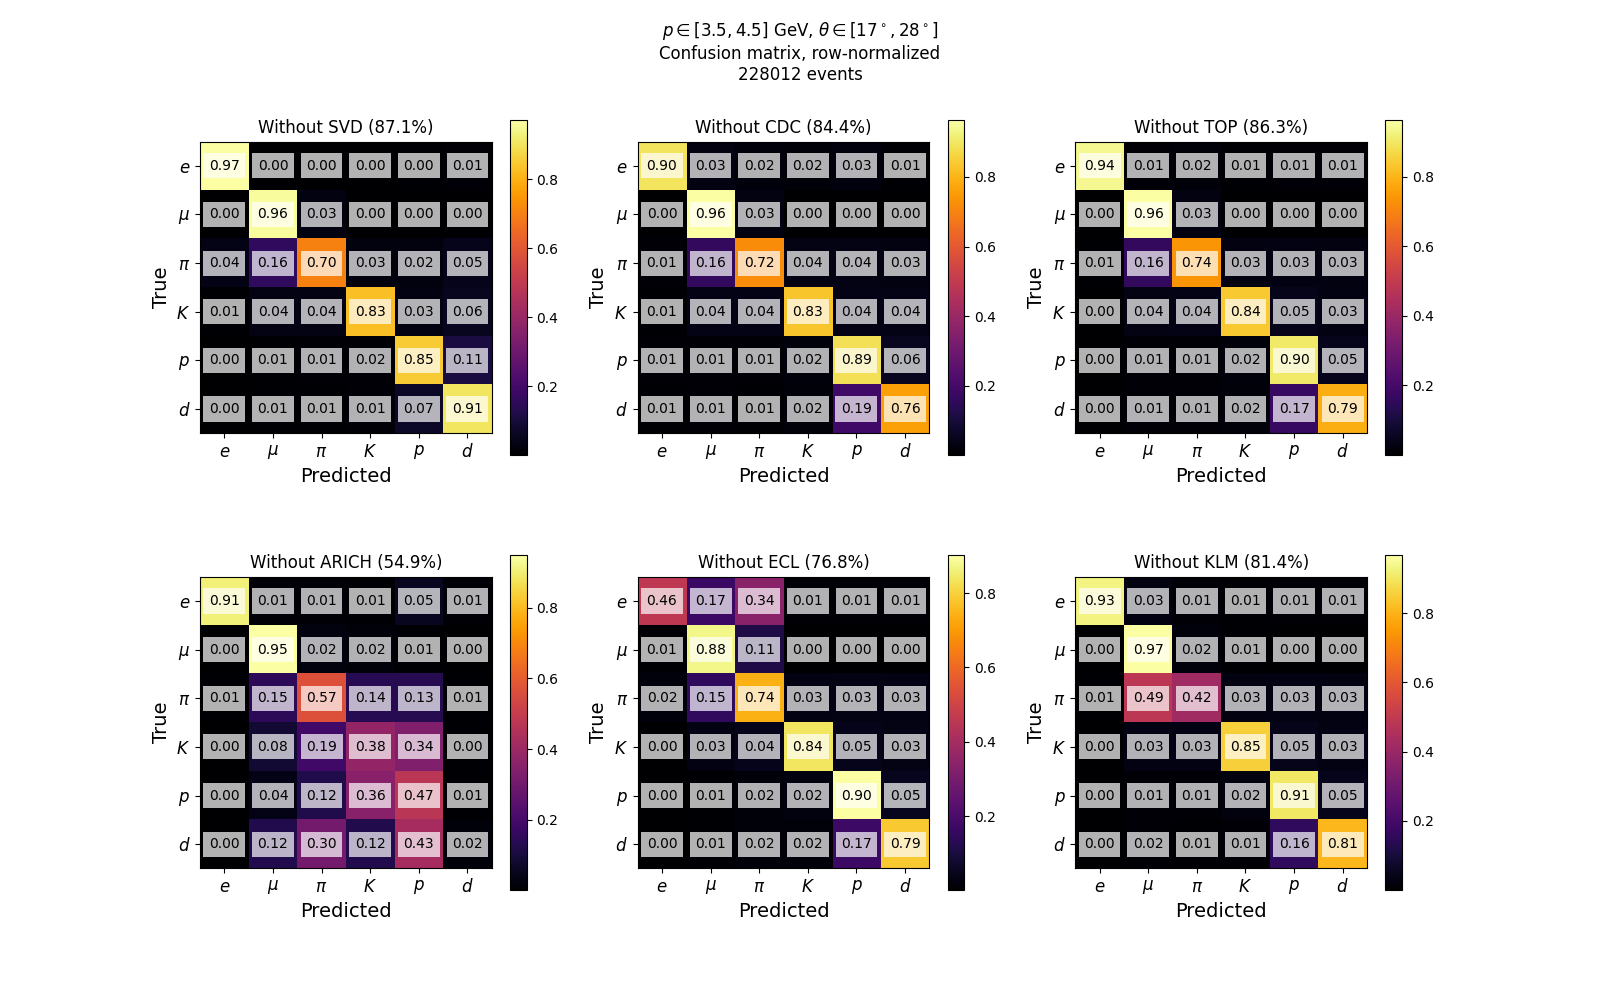 p ∈ [3.5, 4.5] GeV, θ ∈ [17°, 28°]
Confusion matrix, row-normalized
228012 events
Without SVD (87.1%)
True
e 0.97 0.00 0.00 0.00 0.00 0.01
μ 0.00 0.96 0.03 0.00 0.00 0.00
π 0.04 0.16 0.70 0.03 0.02 0.05
K 0.01 0.04 0.04 0.83 0.03 0.06
p 0.00 0.01 0.01 0.02 0.85 0.11
d 0.00 0.01 0.01 0.01 0.07 0.91
e μ π K p d
Predicted
0.8
0.6
0.4
0.2
Without CDC (84.4%)
True
e 0.90 0.03 0.02 0.02 0.03 0.01
μ 0.00 0.96 0.03 0.00 0.00 0.00
π 0.01 0.16 0.72 0.04 0.04 0.03
K 0.01 0.04 0.04 0.83 0.04 0.04
p 0.01 0.01 0.01 0.02 0.89 0.06
d 0.01 0.01 0.01 0.02 0.19 0.76
e μ π K p d
Predicted
0.8
0.6
0.4
0.2
Without TOP (86.3%)
True
e 0.94 0.01 0.02 0.01 0.01 0.01
μ 0.00 0.96 0.03 0.00 0.00 0.00
π 0.01 0.16 0.74 0.03 0.03 0.03
K 0.00 0.04 0.04 0.84 0.05 0.03
p 0.00 0.01 0.01 0.02 0.90 0.05
d 0.00 0.01 0.01 0.02 0.17 0.79
e μ π K p d
Predicted
0.8
0.6
0.4
0.2
Without ARICH (54.9%)
True
e 0.91 0.01 0.01 0.01 0.05 0.01
μ 0.00 0.95 0.02 0.02 0.01 0.00
π 0.01 0.15 0.57 0.14 0.13 0.01
K 0.00 0.08 0.19 0.38 0.34 0.00
p 0.00 0.04 0.12 0.36 0.47 0.01
d 0.00 0.12 0.30 0.12 0.43 0.02
e μ π K p d
Predicted
0.8
0.6
0.4
0.2
Without ECL (76.8%)
True
e 0.46 0.17 0.34 0.01 0.01 0.01
μ 0.01 0.88 0.11 0.00 0.00 0.00
π 0.02 0.15 0.74 0.03 0.03 0.03
K 0.00 0.03 0.04 0.84 0.05 0.03
p 0.00 0.01 0.02 0.02 0.90 0.05
d 0.00 0.01 0.02 0.02 0.17 0.79
e μ π K p d
Predicted
0.8
0.6
0.4
0.2
Without KLM (81.4%)
True
e 0.93 0.03 0.01 0.01 0.01 0.01
μ 0.00 0.97 0.02 0.01 0.00 0.00
π 0.01 0.49 0.42 0.03 0.03 0.03
K 0.00 0.03 0.03 0.85 0.05 0.03
p 0.00 0.01 0.01 0.02 0.91 0.05
d 0.00 0.02 0.01 0.01 0.16 0.81
e μ π K p d
Predicted
0.8
0.6
0.4
0.2